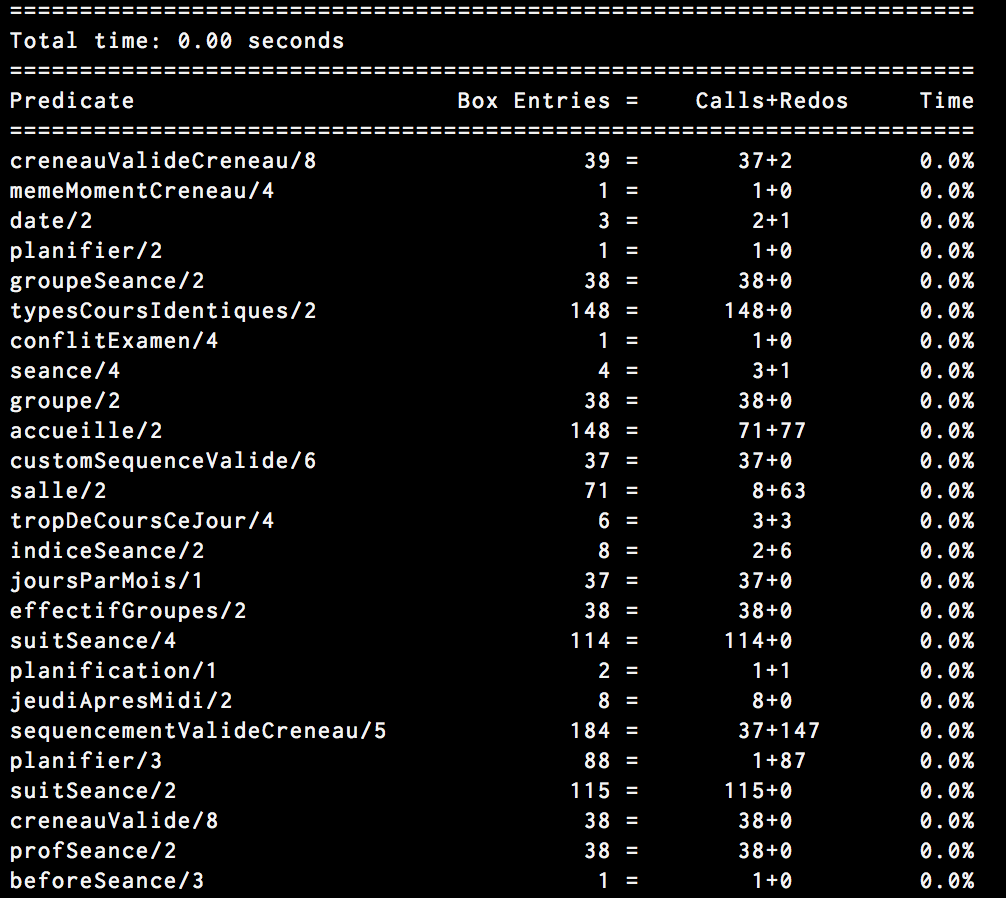 =====================================================================
Total time: 0.00 seconds
=====================================================================
Predicate                       Box Entries =    Calls+Redos     Time
=====================================================================
creneauValideCreneau/8                   39 =       37+2         0.0%
memeMomentCreneau/4                       1 =        1+0         0.0%
date/2                                    3 =        2+1         0.0%
planifier/2                               1 =        1+0         0.0%
groupeSeance/2                           38 =       38+0         0.0%
typesCoursIdentiques/2                  148 =      148+0         0.0%
conflitExamen/4                           1 =        1+0         0.0%
seance/4                                  4 =        3+1         0.0%
groupe/2                                 38 =       38+0         0.0%
accueille/2                             148 =       71+77        0.0%
customSequenceValide/6                   37 =       37+0         0.0%
salle/2                                  71 =        8+63        0.0%
tropDeCoursCeJour/4                       6 =        3+3         0.0%
indiceSeance/2                            8 =        2+6         0.0%
joursParMois/1                           37 =       37+0         0.0%
effectifGroupes/2                        38 =       38+0         0.0%
suitSeance/4                            114 =      114+0         0.0%
planification/1                           2 =        1+1         0.0%
jeudiApresMidi/2                          8 =        8+0         0.0%
sequencementValideCreneau/5             184 =       37+147       0.0%
planifier/3                              88 =        1+87        0.0%
suitSeance/2                            115 =      115+0         0.0%
creneauValide/8                          38 =       38+0         0.0%
profSeance/2                             38 =       38+0         0.0%
beforeSeance/3                            1 =        1+0         0.0%